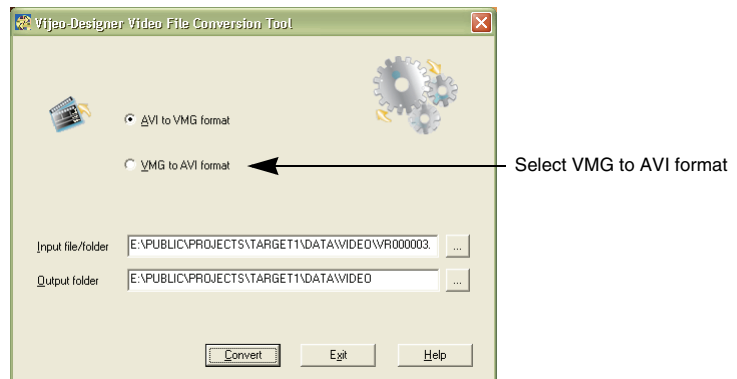 Vijeo-Designer Video File Conversion Tool
AVI to VMG format
VMG to AVI format
Select VMG to AVI format
Input file/folder E:\PUBLIC\PROJECTS\TARGET1\DATA\VIDEO\VR000003. ...
Output folder E:\PUBLIC\PROJECTS\TARGET1\DATA\VIDEO ...
Convert Exit Help